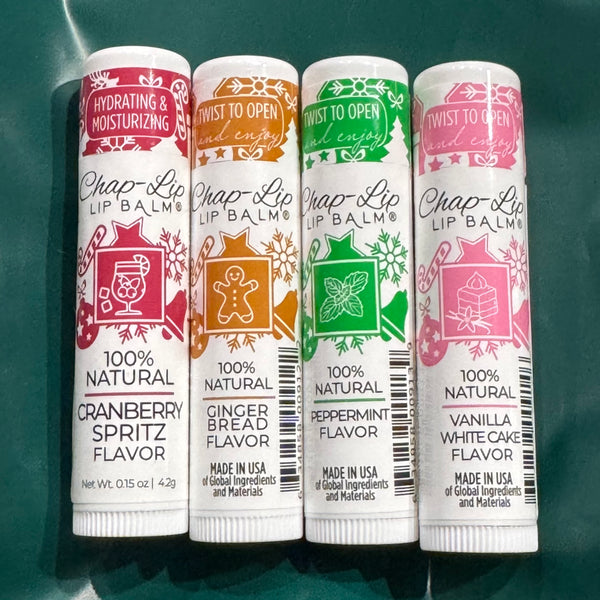 HYDRATING &
MOISTURIZING
Chap-Lip
LIP BALM®
100%
NATURAL
CRANBERRY
SPRITZ
FLAVOR
Net Wt. 0.15 oz | 4.2g
TWIST TO OPEN
and enjoy
Chap-Lip
LIP BALM®
100%
NATURAL
GINGER
BREAD
FLAVOR
MADE IN USA
of Global Ingredients
and Materials
TWIST TO OPEN
and enjoy
Chap-Lip
LIP BALM®
100%
NATURAL
PEPPERMINT
FLAVOR
MADE IN USA
of Global Ingredients
and Materials
TWIST TO OPEN
and enjoy
Chap-Lip
LIP BALM®
100%
NATURAL
VANILLA
WHITE CAKE
FLAVOR
MADE IN USA
of Global Ingredients
and Materials